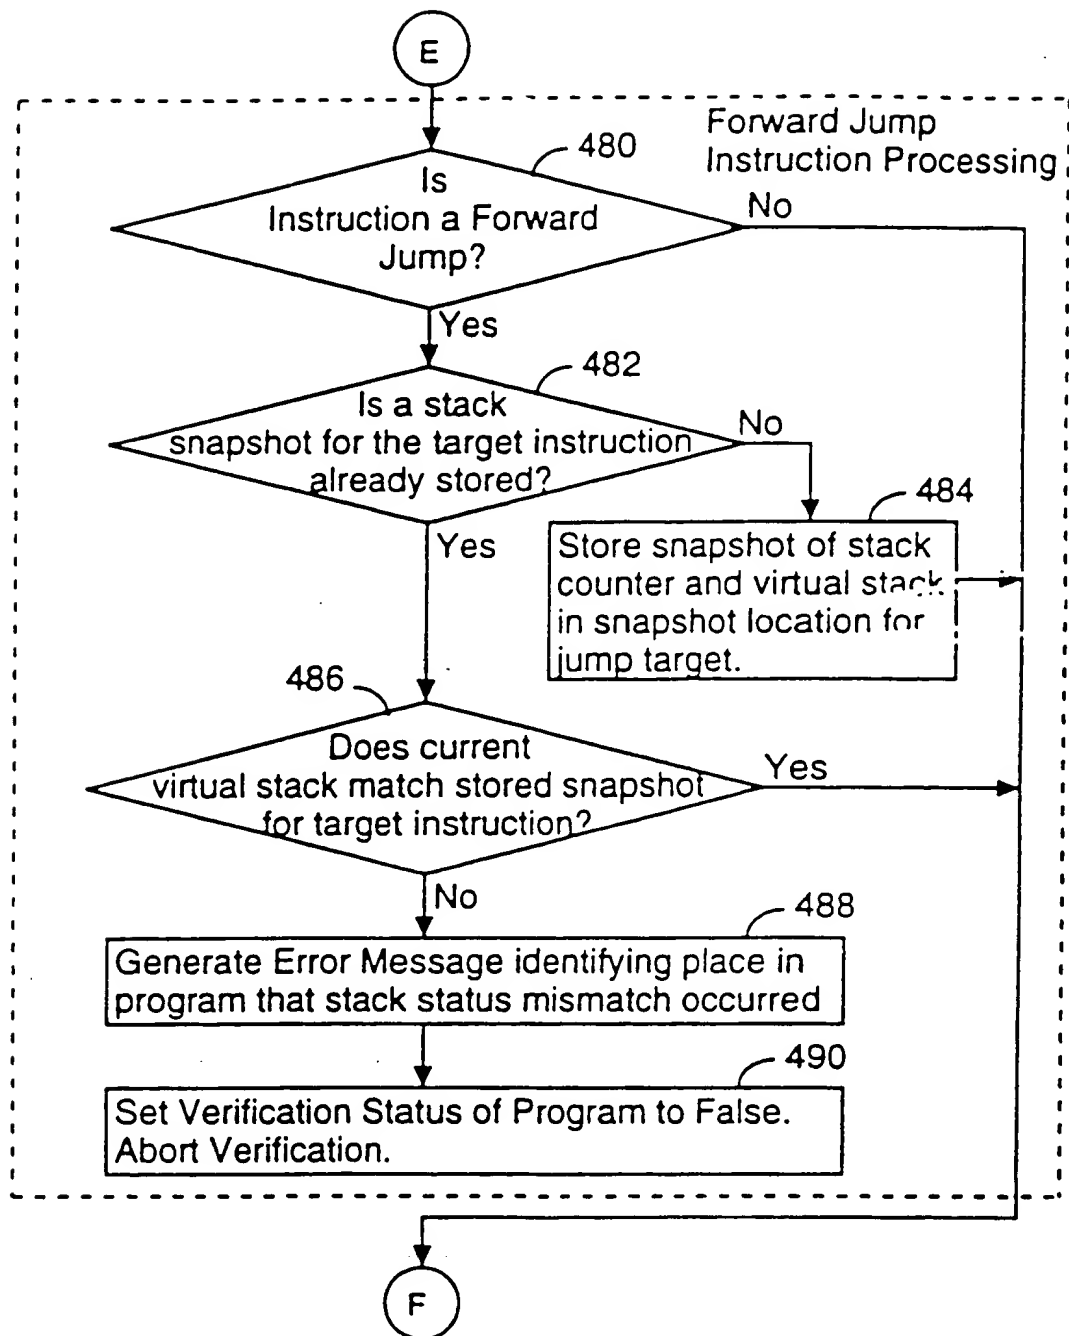 E
Forward Jump
Instruction Processing
480
Is
Instruction a Forward
Jump?
No
Yes
482
Is a stack
snapshot for the target instruction
already stored?
No
Yes
484
Store snapshot of stack
counter and virtual stack
in snapshot location for
jump target.
486
Does current
virtual stack match stored snapshot
for target instruction?
Yes
No
488
Generate Error Message identifying place in
program that stack status mismatch occurred
490
Set Verification Status of Program to False.
Abort Verification.
F